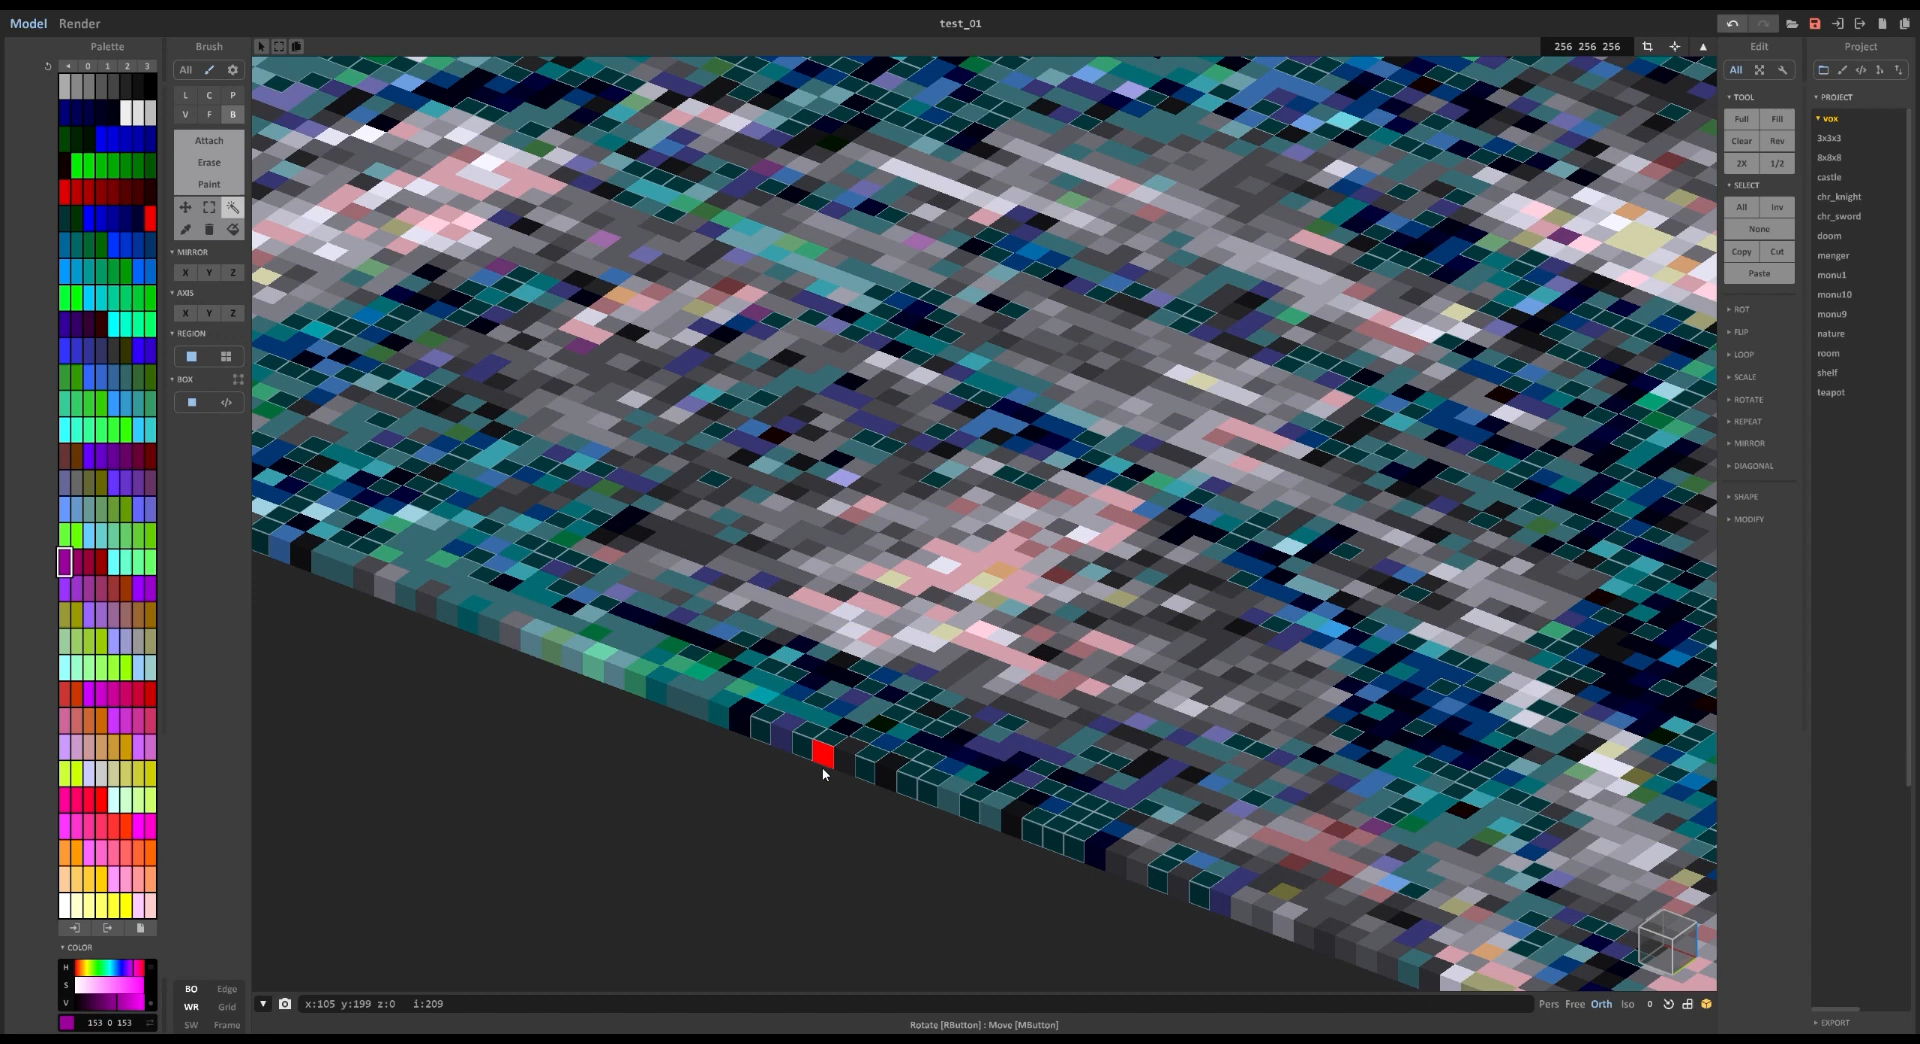 Model Render
test_01
Palette
Brush
256 256 256
Edit
Project
0 1 2 3
All
All
L C P
V F B
TOOL
PROJECT
Attach
Erase
Paint
Full Fill
Clear Rev
2X 1/2
vox
3x3x3
8x8x8
castle
chr_knight
chr_sword
doom
menger
monu1
monu10
monu9
nature
room
shelf
teapot
SELECT
All Inv
None
Copy Cut
Paste
MIRROR
X Y Z
AXIS
X Y Z
REGION
BOX
ROT
FLIP
LOOP
SCALE
ROTATE
REPEAT
MIRROR
DIAGONAL
SHAPE
MODIFY
COLOR
H
S
V
153 0 153
BO Edge
WR Grid
SW Frame
x:105 y:199 z:0 i:209
Pers Free Orth Iso 0
Rotate [RButton] : Move [MButton]
EXPORT